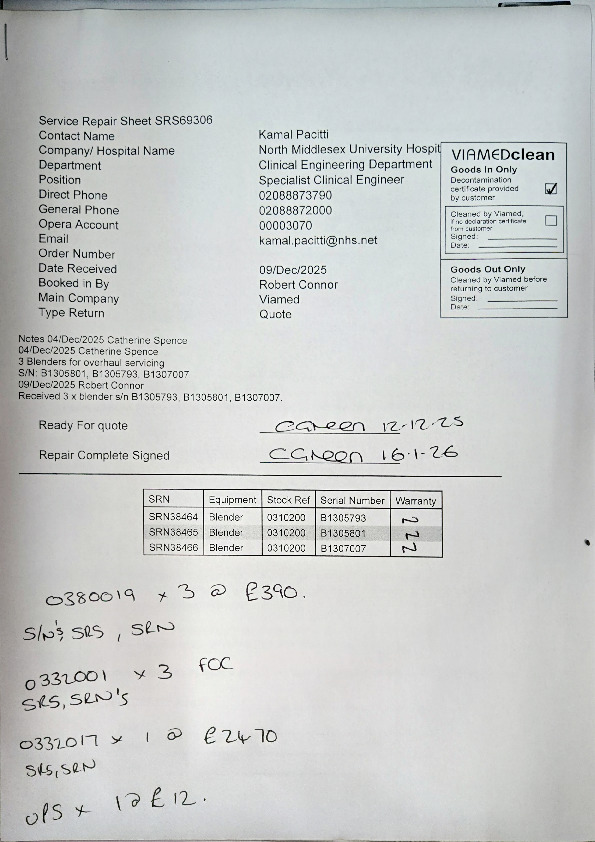 Service Repair Sheet SRS69306
Contact Name Kamal Pacitti
Company/ Hospital Name North Middlesex University Hospit
Department Clinical Engineering Department
Position Specialist Clinical Engineer
Direct Phone 02088873790
General Phone 02088872000
Opera Account 00003070
Email kamal.pacitti@nhs.net
Order Number
Date Received 09/Dec/2025
Booked in By Robert Connor
Main Company Viamed
Type Return Quote
VIAMEDclean
Goods In Only
Decontamination
certificate provided
by customer
Cleaned by Viamed,
if no declaration certificate
from customer
Signed:
Date:
Goods Out Only
Cleaned by Viamed before
returning to customer
Signed:
Date:
Notes 04/Dec/2025 Catherine Spence
04/Dec/2025 Catherine Spence
3 Blenders for overhaul servicing
S/N: B1305801, B1305793, B1307007
09/Dec/2025 Robert Connor
Received 3 x blender s/n B1305793, B1305801, B1307007.
Ready For quote CGreen 12-12-25
Repair Complete Signed CGreen 16-1-26
SRN Equipment Stock Ref Serial Number Warranty
SRN38464 Blender 0310200 B1305793 N
SRN38465 Blender 0310200 B1305801 N
SRN38466 Blender 0310200 B1307007 N
0380019 x 3 @ £390.
S/N's, SRS, SRN
0332001 x 3 FOC
SRS, SRN's
0332017 x 1 @ £2470
SRS, SRN
OPS x 1 @ £12.